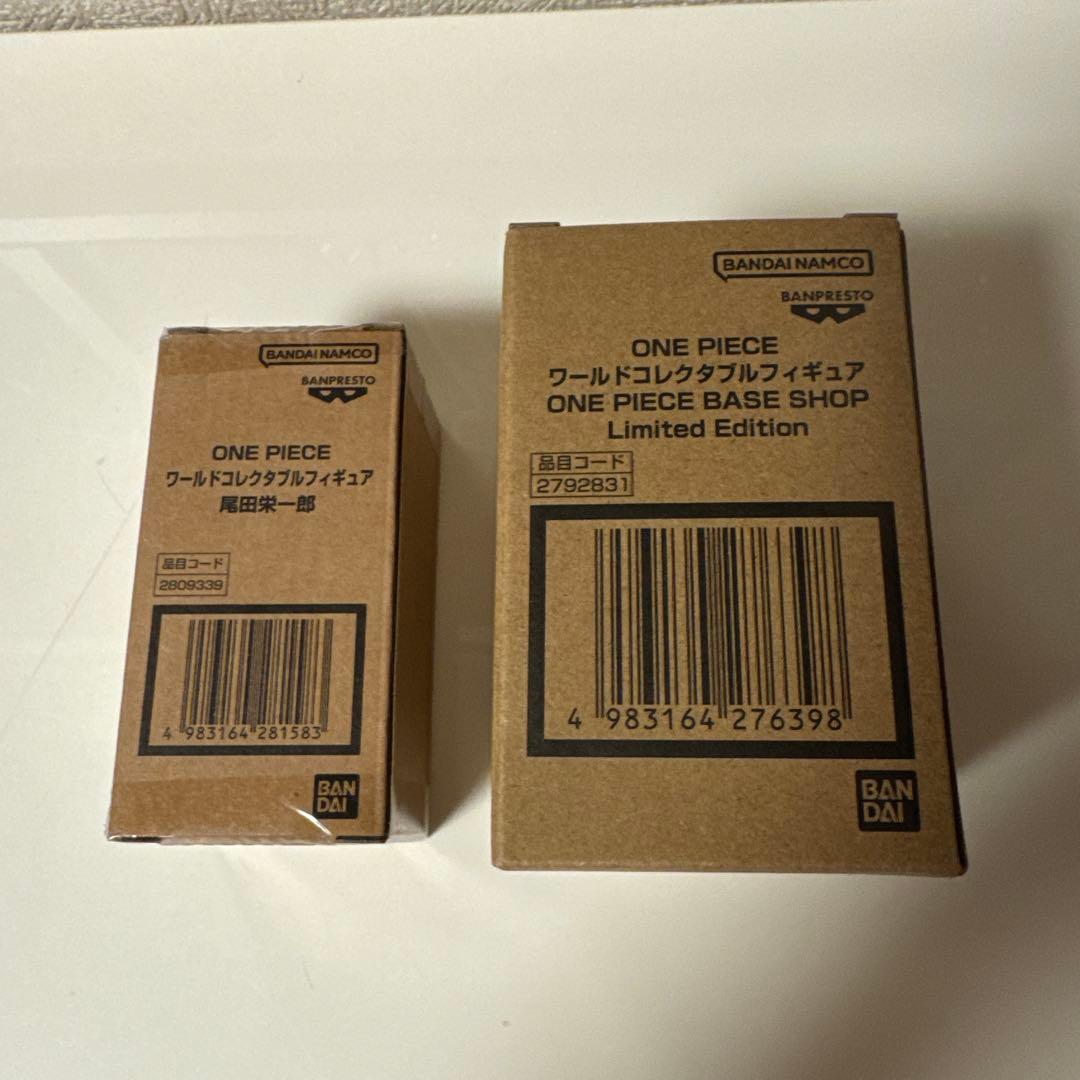 BANDAI NAMCO
BANPRESTO
ONE PIECE
ワールドコレクタブルフィギュア
尾田栄一郎
品目コード
2809339
4 983164 281583
BAN
DAI
BANDAI NAMCO
BANPRESTO
ONE PIECE
ワールドコレクタブルフィギュア
ONE PIECE BASE SHOP
Limited Edition
品目コード
2792831
4 983164 276398
BAN
DAI